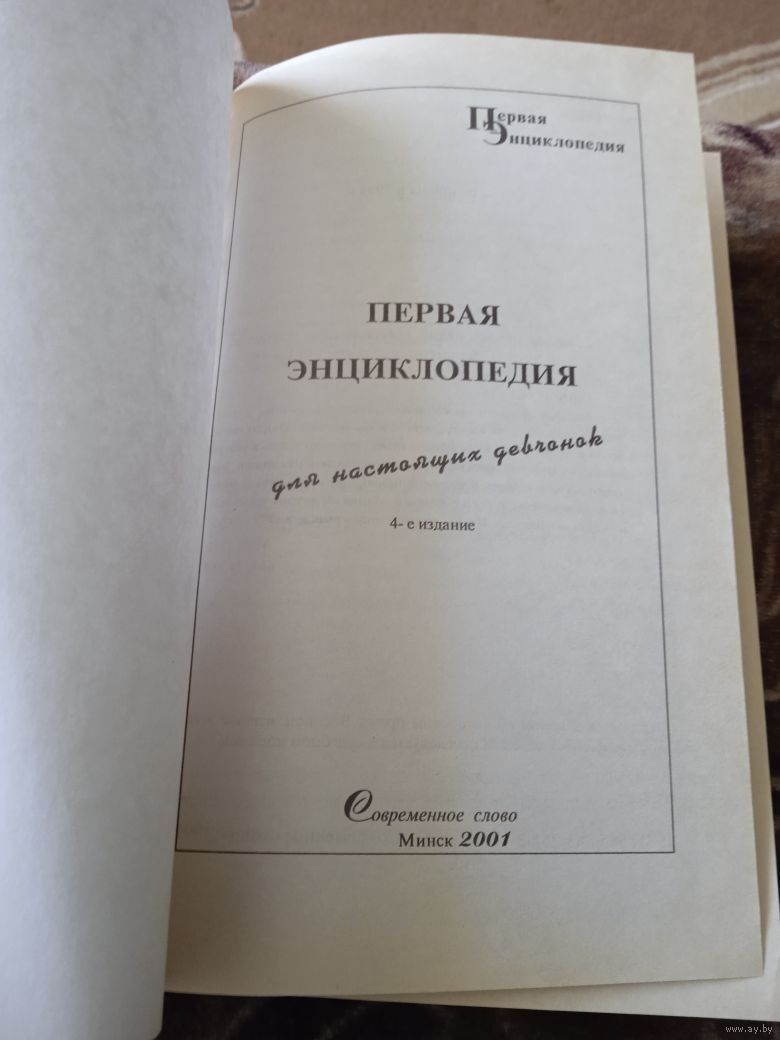 Первая
Энциклопедия
ПЕРВАЯ
ЭНЦИКЛОПЕДИЯ
для настоящих девчонок
4- е издание
Современное слово
Минск 2001
www.ay.by